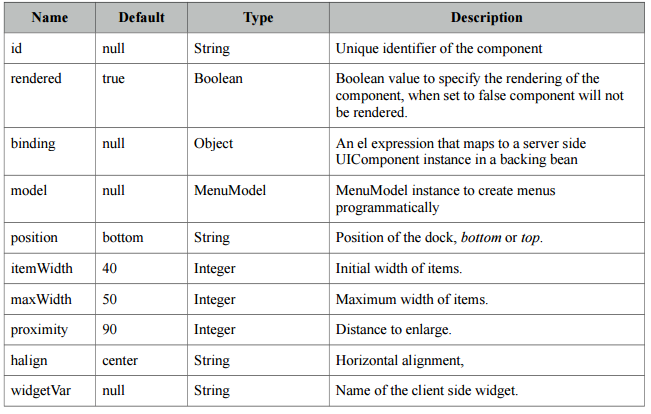 Name Default Type Description
id null String Unique identifier of the component
rendered true Boolean Boolean value to specify the rendering of the
component, when set to false component will not
be rendered.
binding null Object An el expression that maps to a server side
UIComponent instance in a backing bean
model null MenuModel MenuModel instance to create menus
programmatically
position bottom String Position of the dock, bottom or top.
itemWidth 40 Integer Initial width of items.
maxWidth 50 Integer Maximum width of items.
proximity 90 Integer Distance to enlarge.
halign center String Horizontal alignment,
widgetVar null String Name of the client side widget.